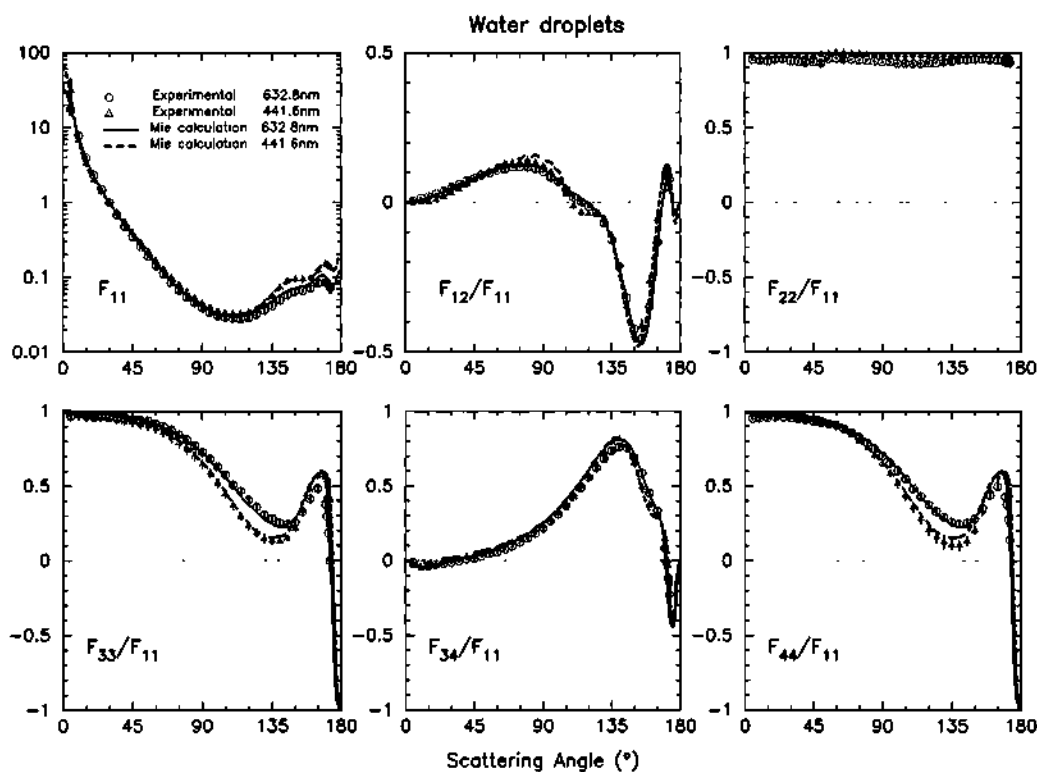 Water droplets
100
10
1
0.1
0.01
0 45 90 135 180
Experimental 632.8nm
Experimental 441.6nm
Mie calculation 632.8nm
Mie calculation 441.6nm
F11
0.5
0
−0.5
0 45 90 135 180
F12/F11
1
0.5
0
−0.5
−1
0 45 90 135 180
F22/F11
1
0.5
0
−0.5
−1
0 45 90 135 180
F33/F11
1
0.5
0
−0.5
−1
0 45 90 135 180
F34/F11
1
0.5
0
−0.5
−1
0 45 90 135 180
F44/F11
Scattering Angle (°)